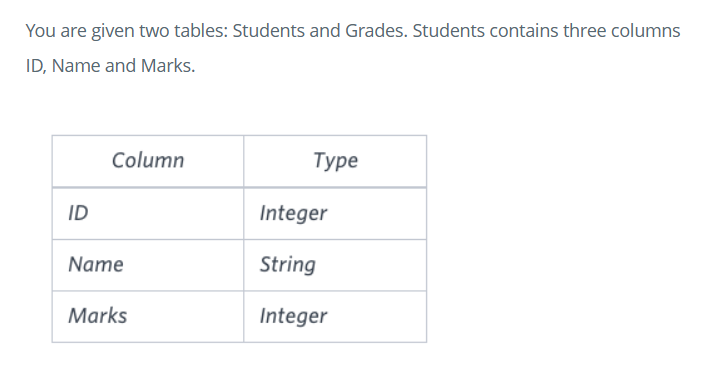 You are given two tables: Students and Grades. Students contains three columns
ID, Name and Marks.
Column Type
ID Integer
Name String
Marks Integer